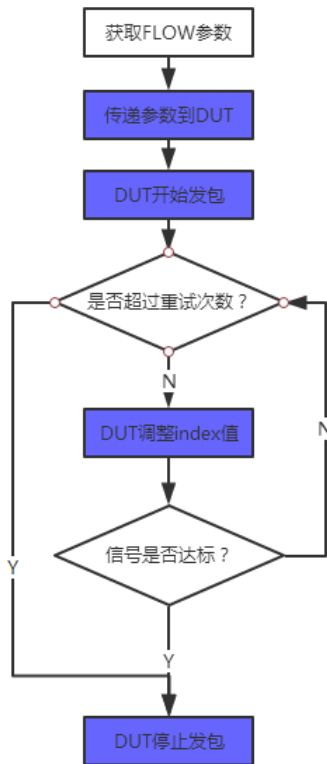 获取FLOW参数
传递参数到DUT
DUT开始发包
是否超过重试次数？
N
DUT调整index值
N
信号是否达标？
Y
Y
DUT停止发包